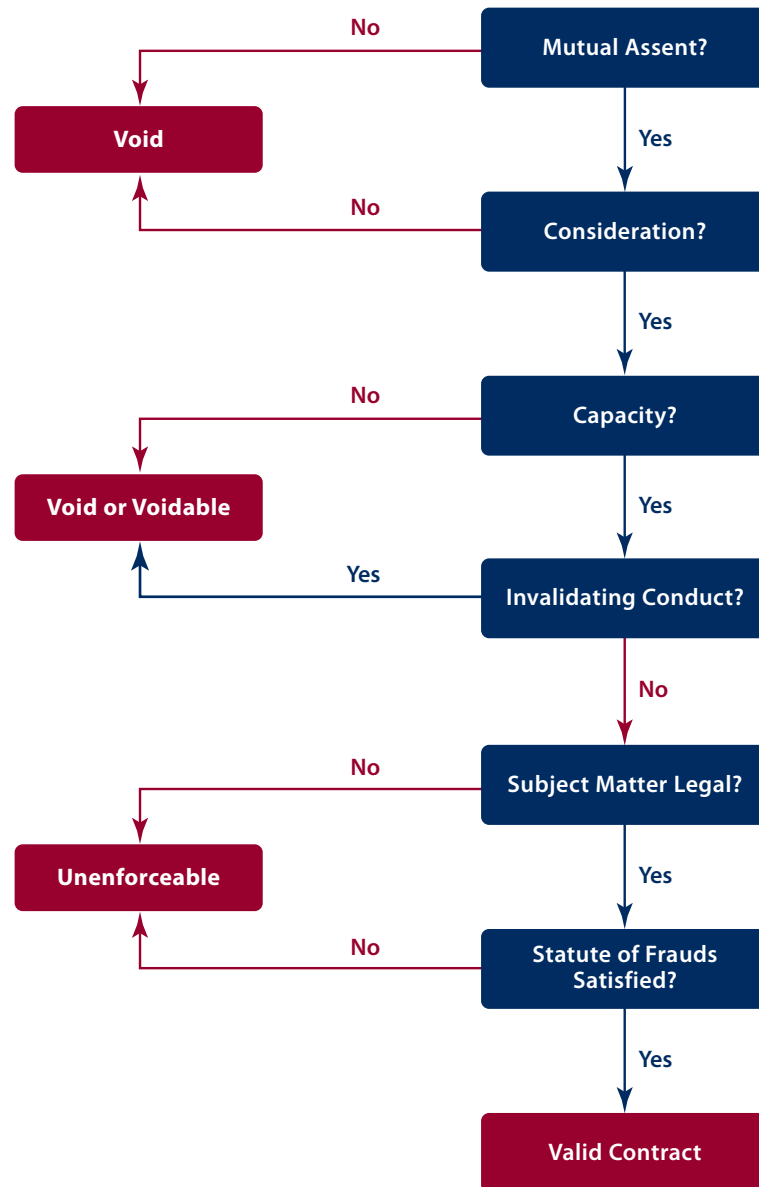 No
Mutual Assent?
Void
Yes
No
Consideration?
Yes
No
Capacity?
Void or Voidable
Yes
Yes
Invalidating Conduct?
No
No
Subject Matter Legal?
Unenforceable
Yes
No
Statute of Frauds
Satisfied?
Yes
Valid Contract